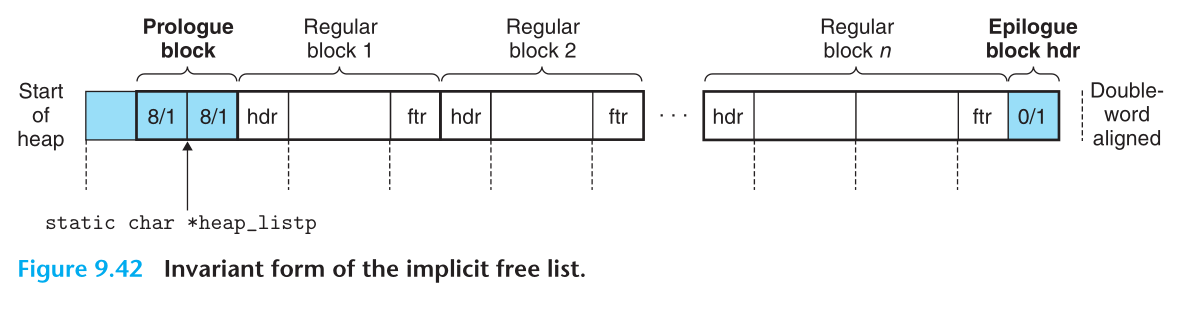 Prologue
block
Regular
block 1
Regular
block 2
Regular
block n
Epilogue
block hdr
Start
of
heap
8/1
8/1
hdr
ftr
hdr
ftr
· · ·
hdr
ftr
0/1
Double-
word
aligned
static char *heap_listp
Figure 9.42 Invariant form of the implicit free list.